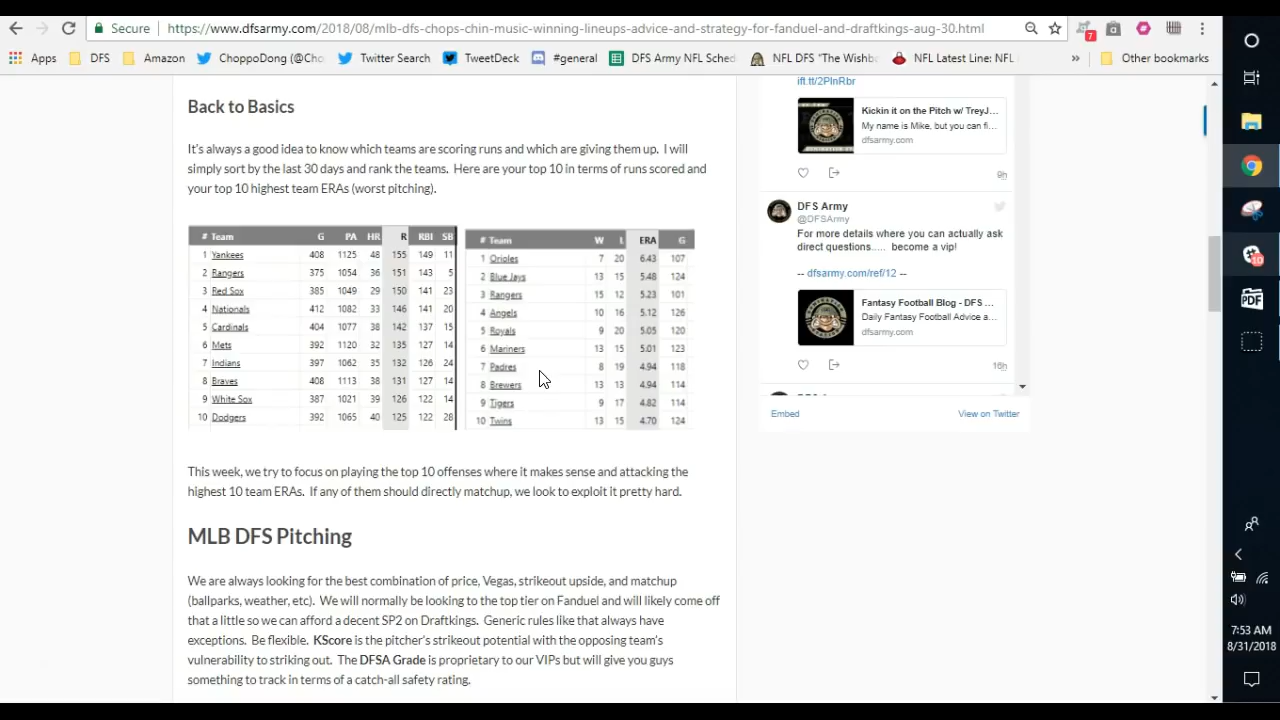 Secure
https://www.dfsarmy.com/2018/08/mlb-dfs-chops-chin-music-winning-lineups-advice-and-strategy-for-fanduel-and-draftkings-aug-30.html
7
Apps DFS Amazon ChoppoDong (@Cho Twitter Search TweetDeck #general DFS Army NFL Sched NFL DFS "The Wishb NFL Latest Line: NFL » Other bookmarks
Back to Basics
It's always a good idea to know which teams are scoring runs and which are giving them up. I will
simply sort by the last 30 days and rank the teams. Here are your top 10 in terms of runs scored and
your top 10 highest team ERAs (worst pitching).
# Team G PA HR R RBI SB
1 Yankees 408 1125 48 155 149 11
2 Rangers 375 1054 36 151 143 5
3 Red Sox 385 1049 29 150 141 23
4 Nationals 412 1082 33 146 141 20
5 Cardinals 404 1077 38 142 137 15
6 Mets 392 1120 32 135 127 14
7 Indians 397 1062 35 132 126 24
8 Braves 408 1113 38 131 127 14
9 White Sox 387 1021 39 126 122 14
10 Dodgers 392 1065 40 125 122 28
# Team W L ERA G
1 Orioles 7 20 6.43 107
2 Blue Jays 13 15 5.48 124
3 Rangers 15 12 5.23 101
4 Angels 10 16 5.12 126
5 Royals 9 20 5.05 120
6 Mariners 13 15 5.01 123
7 Padres 8 19 4.94 118
8 Brewers 13 13 4.94 114
9 Tigers 9 17 4.82 114
10 Twins 13 15 4.70 124
This week, we try to focus on playing the top 10 offenses where it makes sense and attacking the
highest 10 team ERAs. If any of them should directly matchup, we look to exploit it pretty hard.
MLB DFS Pitching
We are always looking for the best combination of price, Vegas, strikeout upside, and matchup
(ballparks, weather, etc). We will normally be looking to the top tier on Fanduel and will likely come off
that a little so we can afford a decent SP2 on Draftkings. Generic rules like that always have
exceptions. Be flexible. KScore is the pitcher's strikeout potential with the opposing team's
vulnerability to striking out. The DFSA Grade is proprietary to our VIPs but will give you guys
something to track in terms of a catch-all safety rating.
ift.tt/2PlnRbr
Kickin it on the Pitch w/ TreyJ...
My name is Mike, but you can fi...
dfsarmy.com
9h
DFS Army
@DFSArmy
For more details where you can actually ask
direct questions..... become a vip!
-- dfsarmy.com/ref/12 --
Fantasy Football Blog - DFS ...
Daily Fantasy Football Advice a...
dfsarmy.com
16h
Embed View on Twitter
10
PDF
7:53 AM
8/31/2018